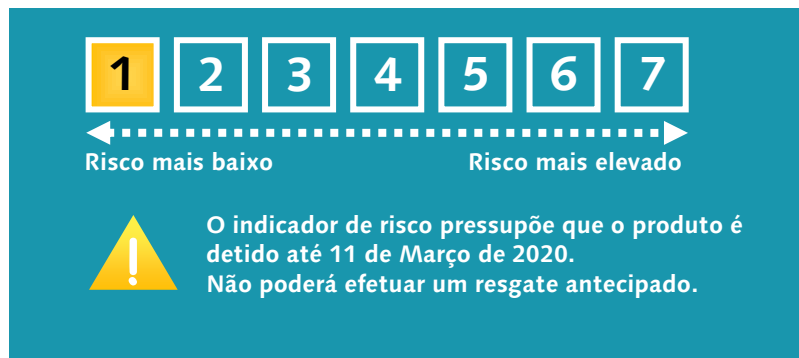 1 2 3 4 5 6 7
Risco mais baixo Risco mais elevado
O indicador de risco pressupõe que o produto é
detido até 11 de Março de 2020.
Não poderá efetuar um resgate antecipado.